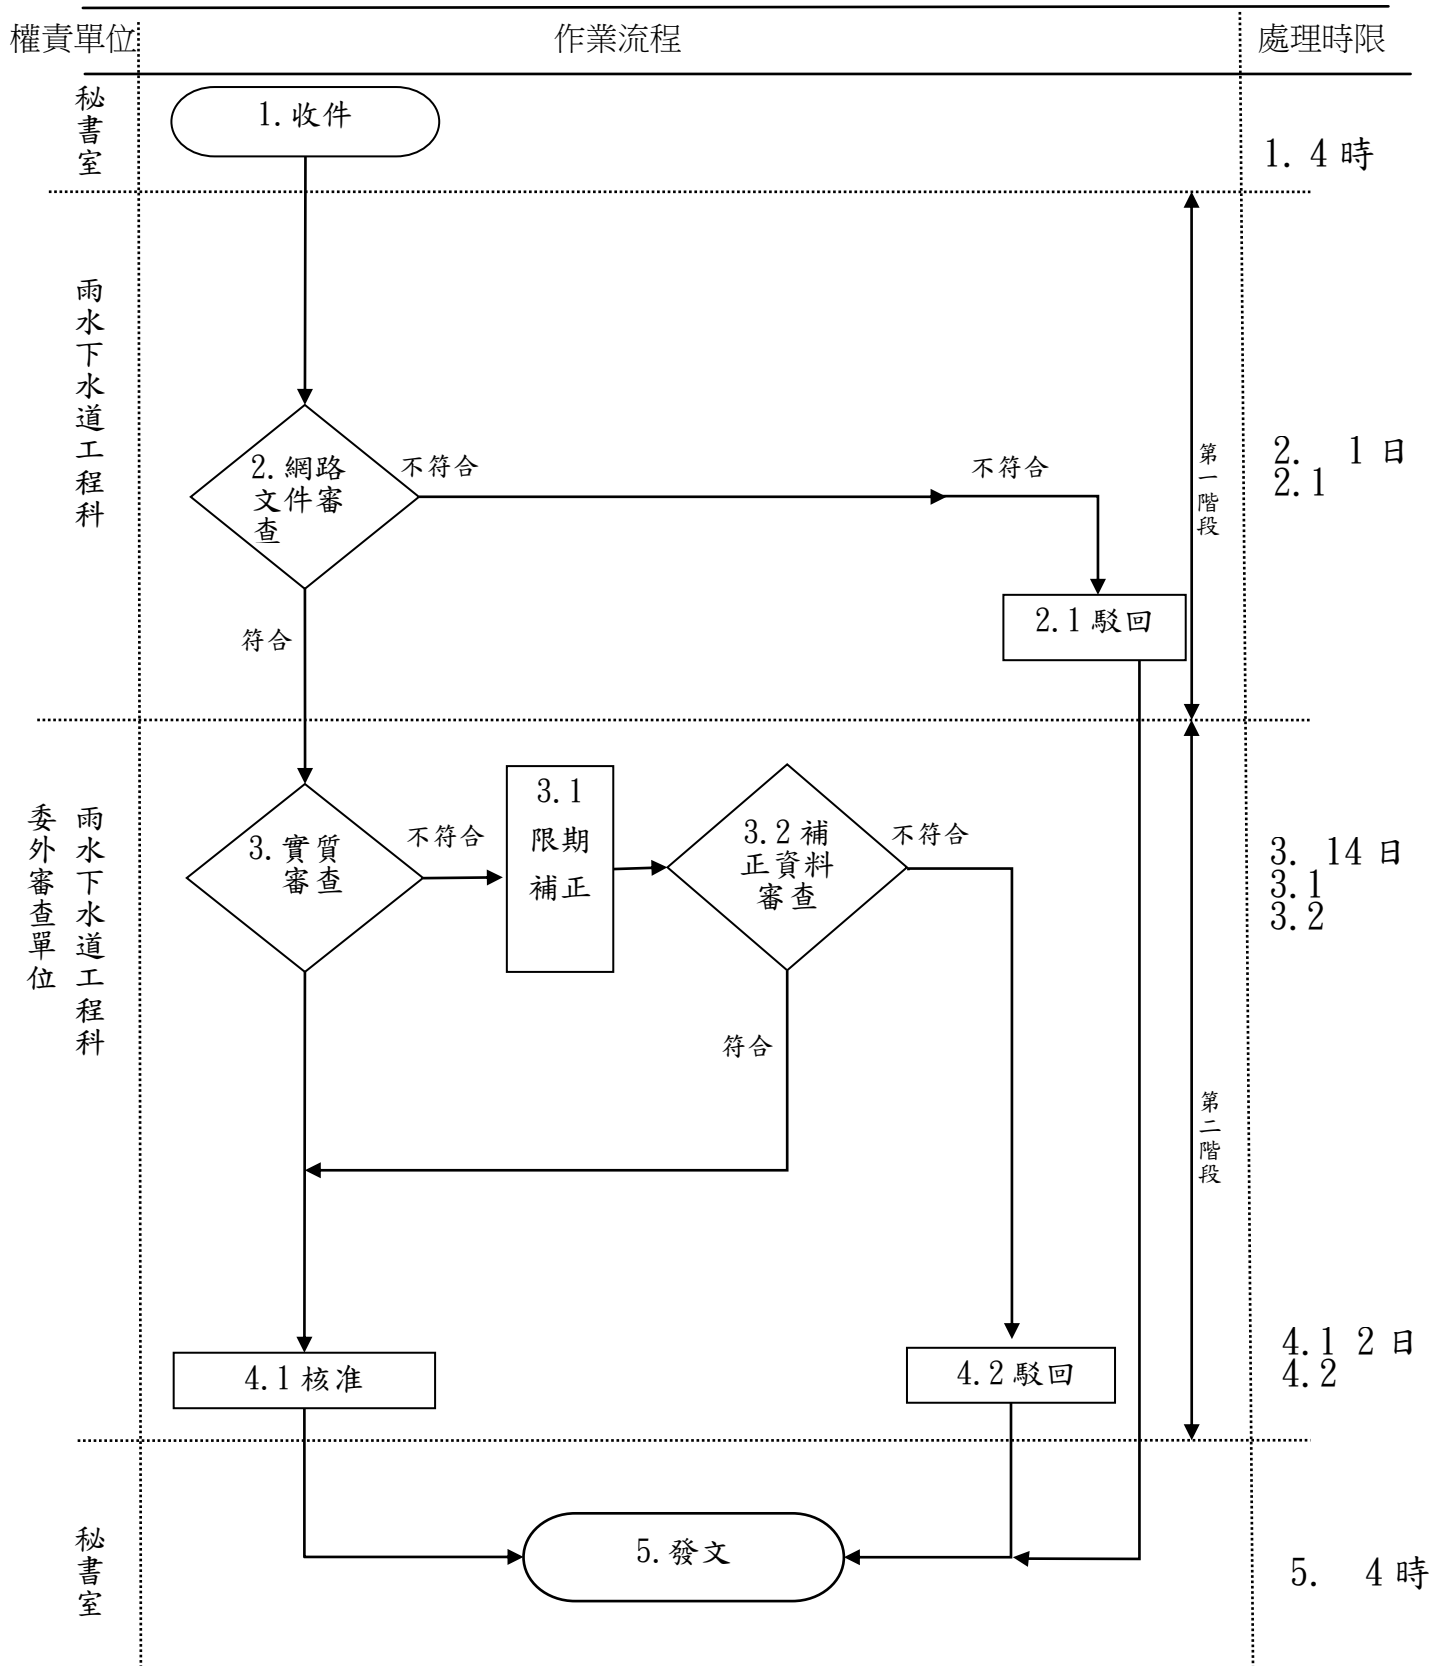 權責單位
作業流程
處理時限
秘書室
1.收件
1. 4時
雨水下水道工程科
2.網路
文件審
查
不符合
不符合
第一階段
2. 1日
2.1
2.1駁回
符合
委外審查單位
雨水下水道工程科
3.實質
審查
不符合
3.1
限期
補正
3.2補
正資料
審查
不符合
3. 14日
3.1
3.2
符合
第二階段
4.1核准
4.2駁回
4.1 2日
4.2
秘書室
5.發文
5. 4時